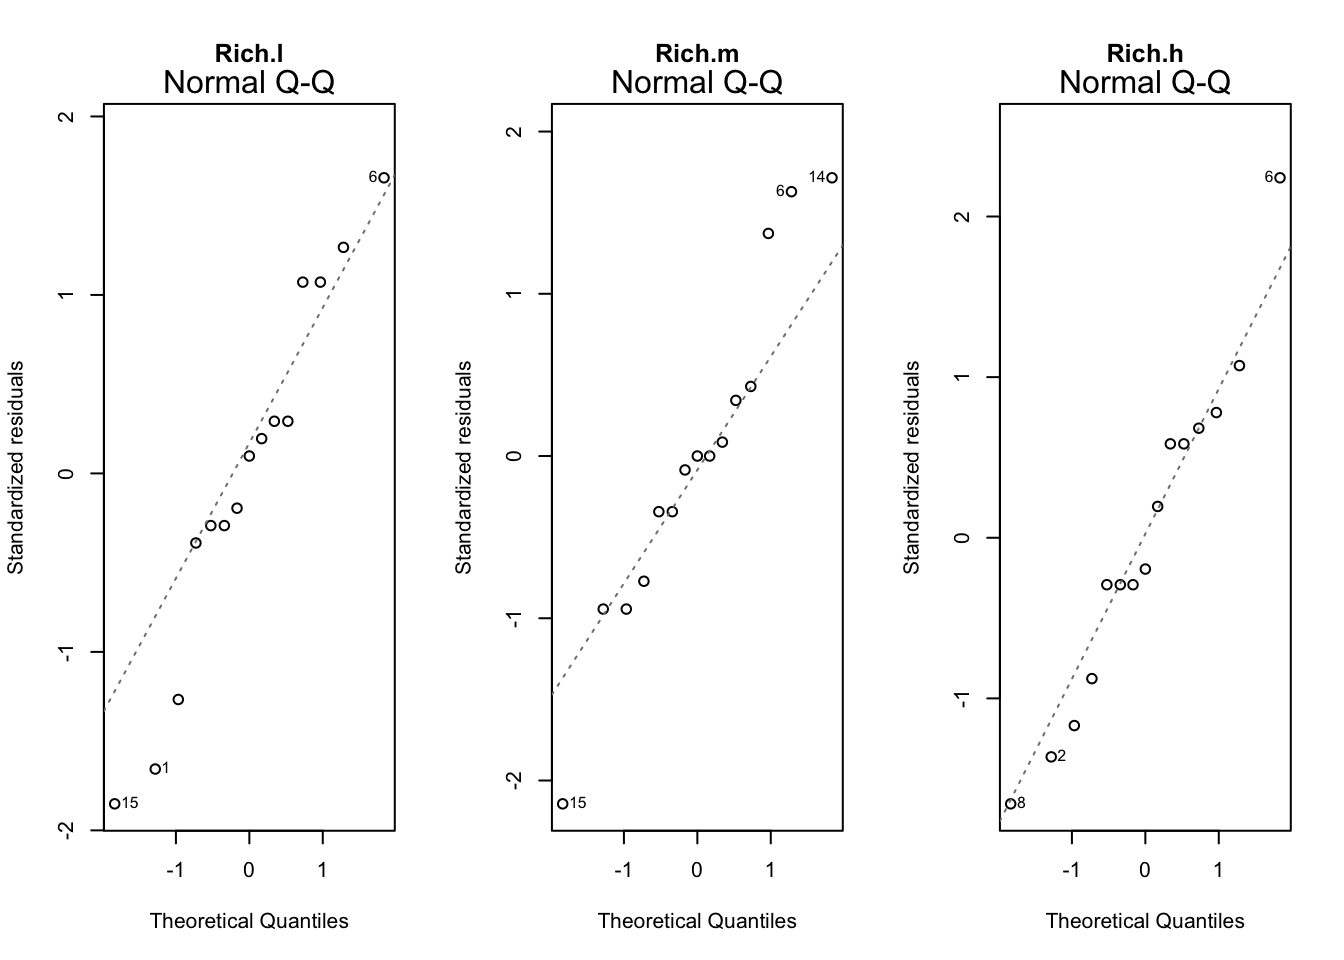 Rich.l
Normal Q-Q
Standardized residuals
2
1
0
-1
-2
6
1
15
-1 0 1
Theoretical Quantiles
Rich.m
Normal Q-Q
Standardized residuals
2
1
0
-1
-2
6
14
15
-1 0 1
Theoretical Quantiles
Rich.h
Normal Q-Q
Standardized residuals
2
1
0
-1
6
2
8
-1 0 1
Theoretical Quantiles